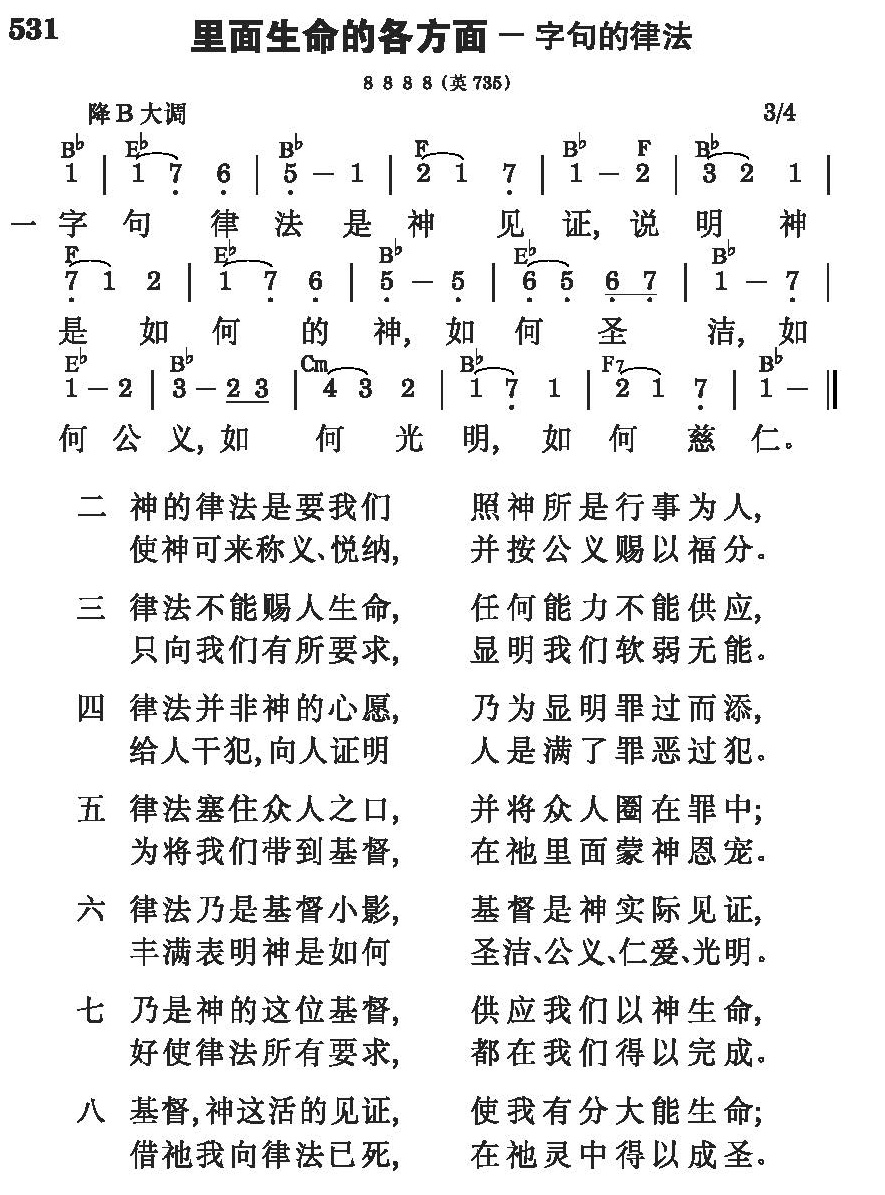 531
里面生命的各方面－字句的律法
8 8 8 8 (英 735)
降B大调 3/4
B♭ E♭ B♭ F B♭ F B♭
1 | 1 7 6 | 5 － 1 | 2 1 7 | 1 － 2 | 3 2 1 |
一 字 句 律 法 是 神 见 证, 说 明 神
F E♭ B♭ E♭ B♭
7 1 2 | 1 7 6 | 5 － 5 | 6 5 6 7 | 1 － 7 |
是 如 何 的 神, 如 何 圣 洁, 如
E♭ B♭ Cm B♭ F7 B♭
1 － 2 | 3 － 2 3 | 4 3 2 | 1 7 1 | 2 1 7 | 1 － ‖
何 公 义, 如 何 光 明, 如 何 慈 仁。
二 神的律法是要我们 照神所是行事为人,
使神可来称义、悦纳, 并按公义赐以福分。
三 律法不能赐人生命, 任何能力不能供应,
只向我们有所要求, 显明我们软弱无能。
四 律法并非神的心愿, 乃为显明罪过而添,
给人干犯,向人证明 人是满了罪恶过犯。
五 律法塞住众人之口, 并将众人圈在罪中;
为将我们带到基督, 在祂里面蒙神恩宠。
六 律法乃是基督小影, 基督是神实际见证,
丰满表明神是如何 圣洁、公义、仁爱、光明。
七 乃是神的这位基督, 供应我们以神生命,
好使律法所有要求, 都在我们得以完成。
八 基督,神这活的见证, 使我有分大能生命;
借祂我向律法已死, 在祂灵中得以成圣。